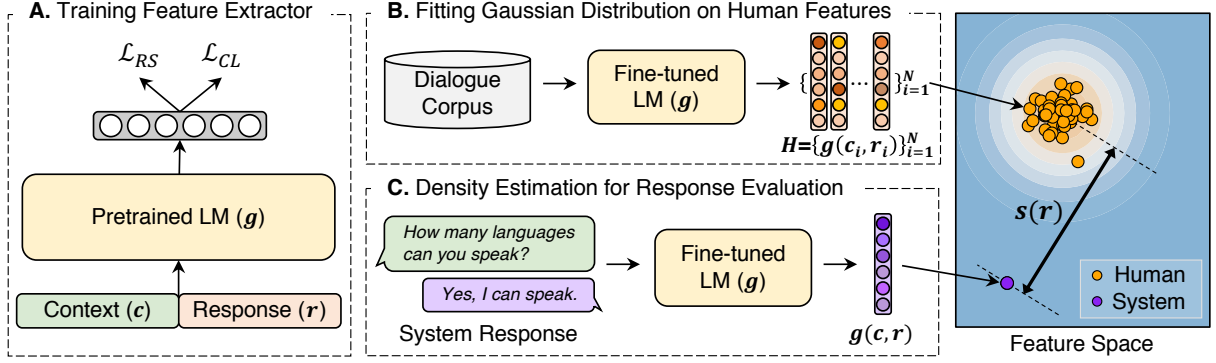 A. Training Feature Extractor
ℒ_RS ℒ_CL
Pretrained LM (g)
Context (c) Response (r)
B. Fitting Gaussian Distribution on Human Features
Dialogue
Corpus
Fine-tuned
LM (g)
{ ... }_{i=1}^{N}
H={g(c_i, r_i)}_{i=1}^{N}
C. Density Estimation for Response Evaluation
How many languages
can you speak?
Yes, I can speak.
System Response
Fine-tuned
LM (g)
g(c, r)
s(r)
Human
System
Feature Space